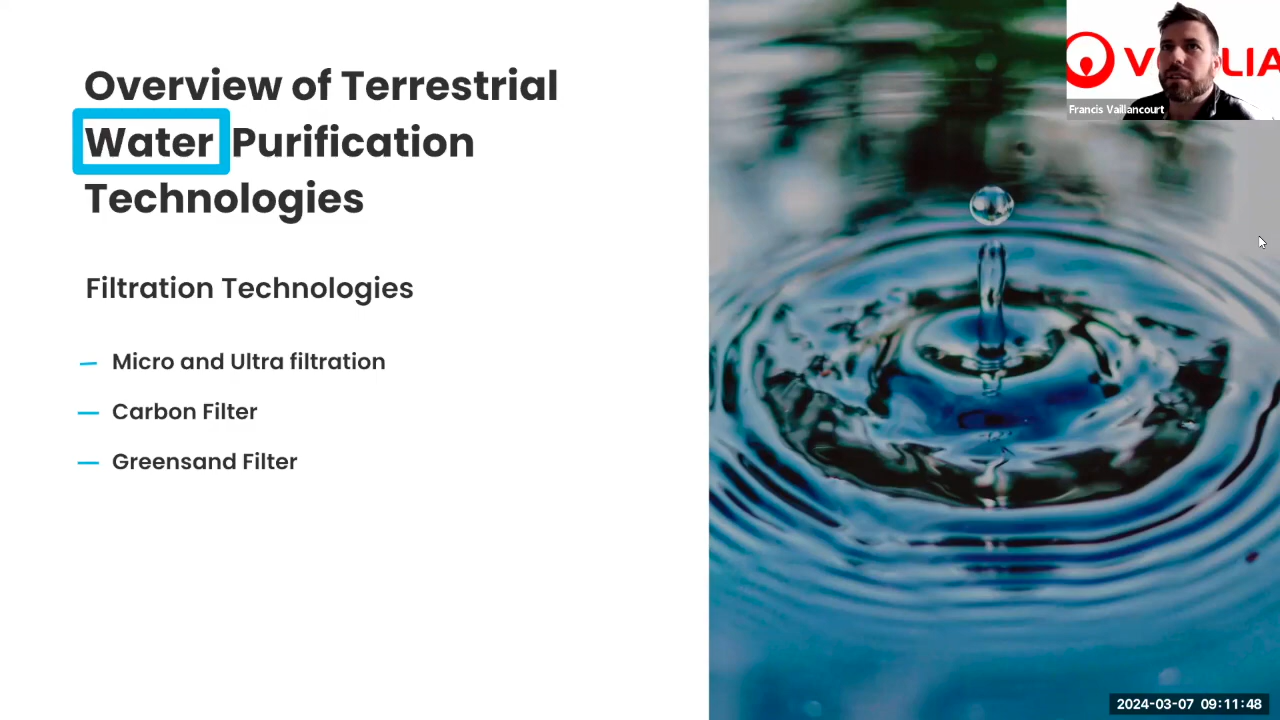 Overview of Terrestrial
Water Purification
Technologies
Filtration Technologies
Micro and Ultra filtration
Carbon Filter
Greensand Filter
Francis Vaillancourt
2024-03-07 09:11:48